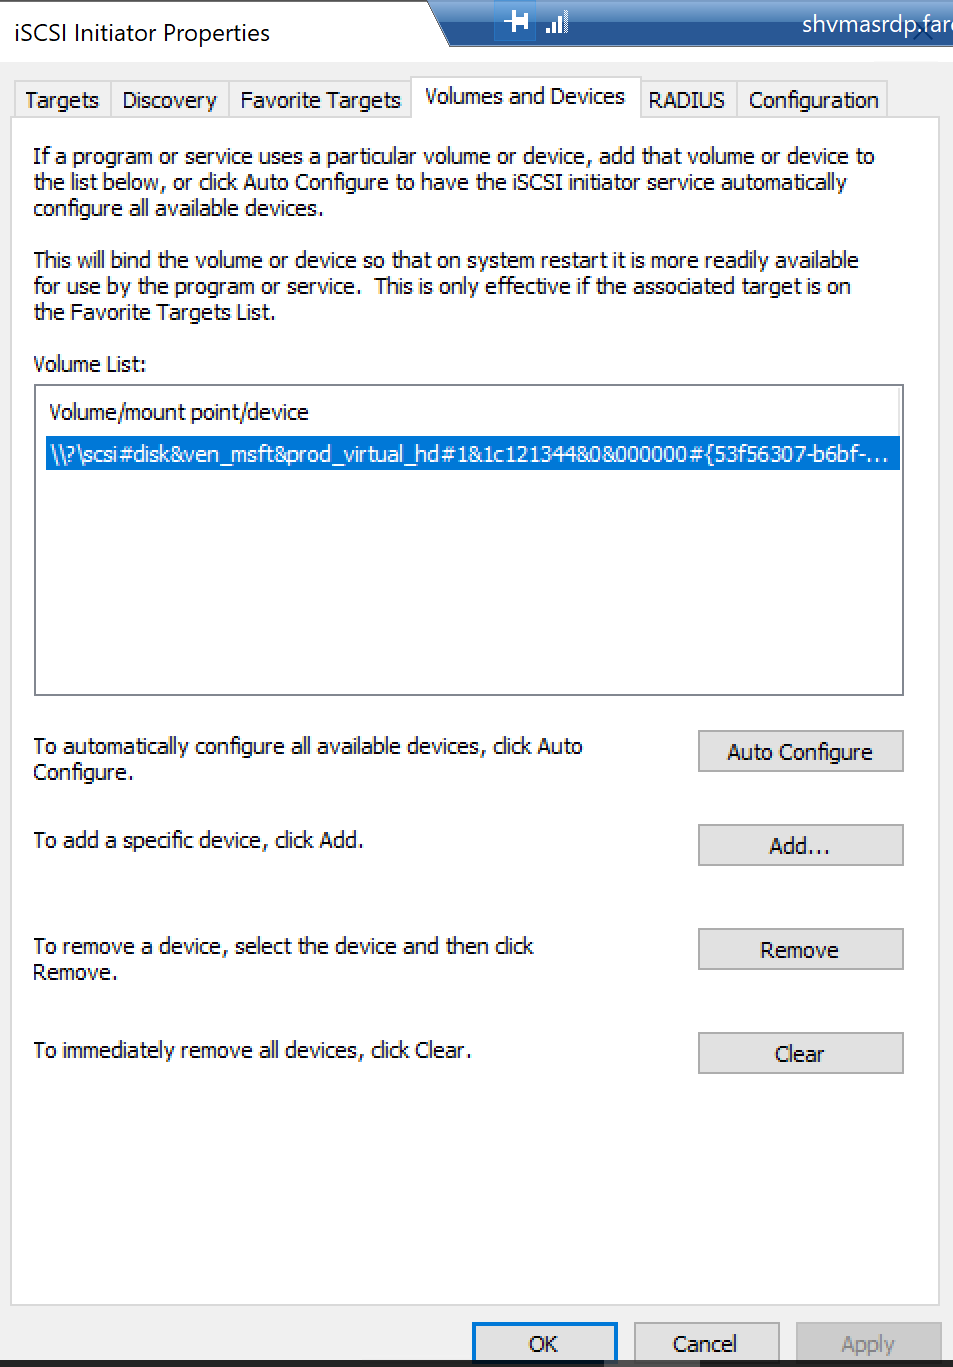 iSCSI Initiator Properties
shvmasrdp.far
Targets
Discovery
Favorite Targets
Volumes and Devices
RADIUS
Configuration
If a program or service uses a particular volume or device, add that volume or device to
the list below, or click Auto Configure to have the iSCSI initiator service automatically
configure all available devices.
This will bind the volume or device so that on system restart it is more readily available
for use by the program or service.  This is only effective if the associated target is on
the Favorite Targets List.
Volume List:
Volume/mount point/device
\\?\scsi#disk&ven_msft&prod_virtual_hd#1&1c121344&0&000000#{53f56307-b6bf-...
To automatically configure all available devices, click Auto
Configure.
Auto Configure
To add a specific device, click Add.
Add...
To remove a device, select the device and then click
Remove.
Remove
To immediately remove all devices, click Clear.
Clear
OK
Cancel
Apply